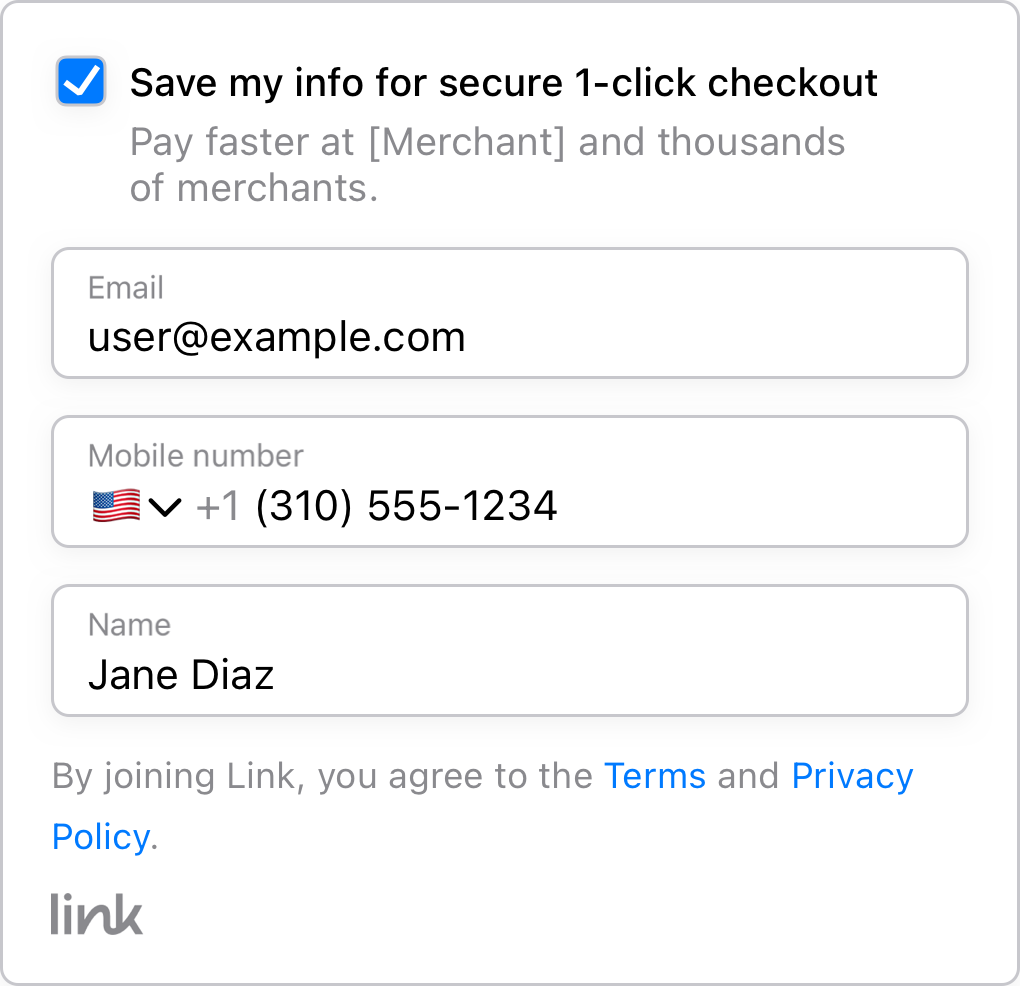 Save my info for secure 1-click checkout
Pay faster at [Merchant] and thousands
of merchants.
Email
user@example.com
Mobile number
+1 (310) 555-1234
Name
Jane Diaz
By joining Link, you agree to the Terms and Privacy
Policy.
link